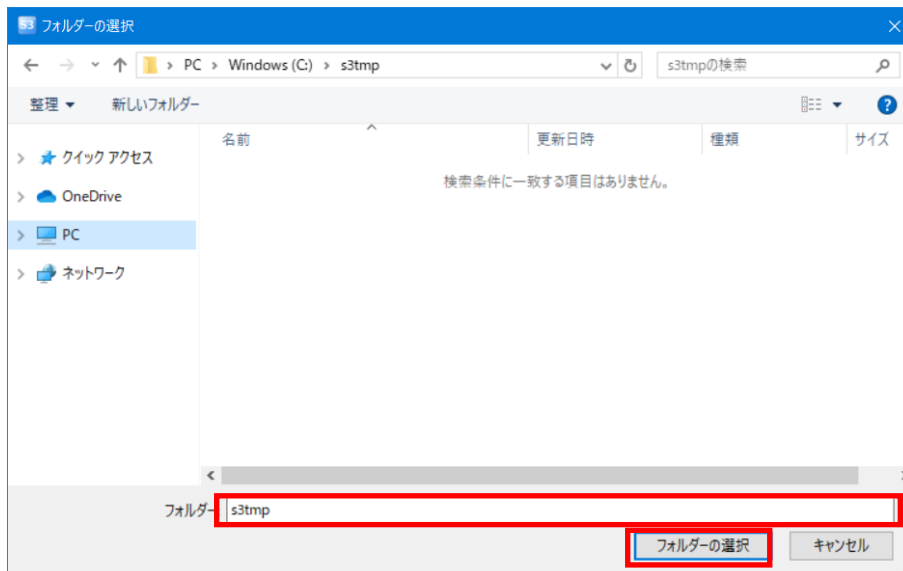 S3 フォルダーの選択
PC > Windows (C:) > s3tmp
s3tmpの検索
整理
新しいフォルダー
名前
更新日時
種類
サイズ
クイック アクセス
検索条件に一致する項目はありません。
OneDrive
PC
ネットワーク
フォルダー
s3tmp
フォルダーの選択
キャンセル